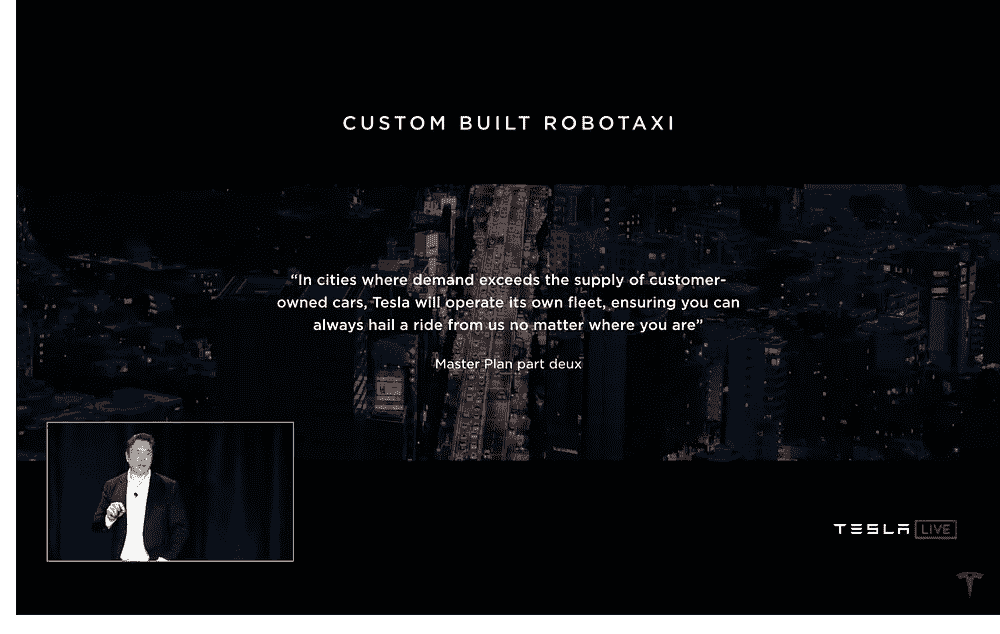 CUSTOM BUILT ROBOTAXI
“In cities where demand exceeds the supply of customer-
owned cars, Tesla will operate its own fleet, ensuring you can
always hail a ride from us no matter where you are”
Master Plan part deux
TESLA LIVE